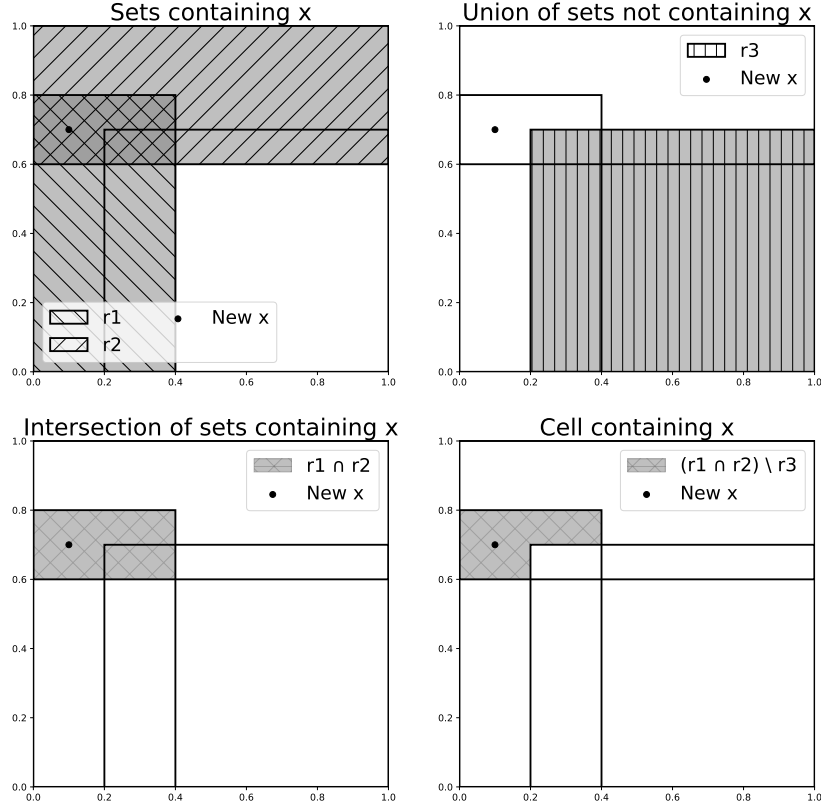 Sets containing x
1.0
0.8
0.6
0.4
0.2
0.0
r1
r2
New x
0.0 0.2 0.4 0.6 0.8 1.0
Union of sets not containing x
1.0
0.8
0.6
0.4
0.2
0.0
r3
New x
0.0 0.2 0.4 0.6 0.8 1.0
Intersection of sets containing x
1.0
0.8
0.6
0.4
0.2
0.0
r1 ∩ r2
New x
0.0 0.2 0.4 0.6 0.8 1.0
Cell containing x
1.0
0.8
0.6
0.4
0.2
0.0
(r1 ∩ r2) \ r3
New x
0.0 0.2 0.4 0.6 0.8 1.0